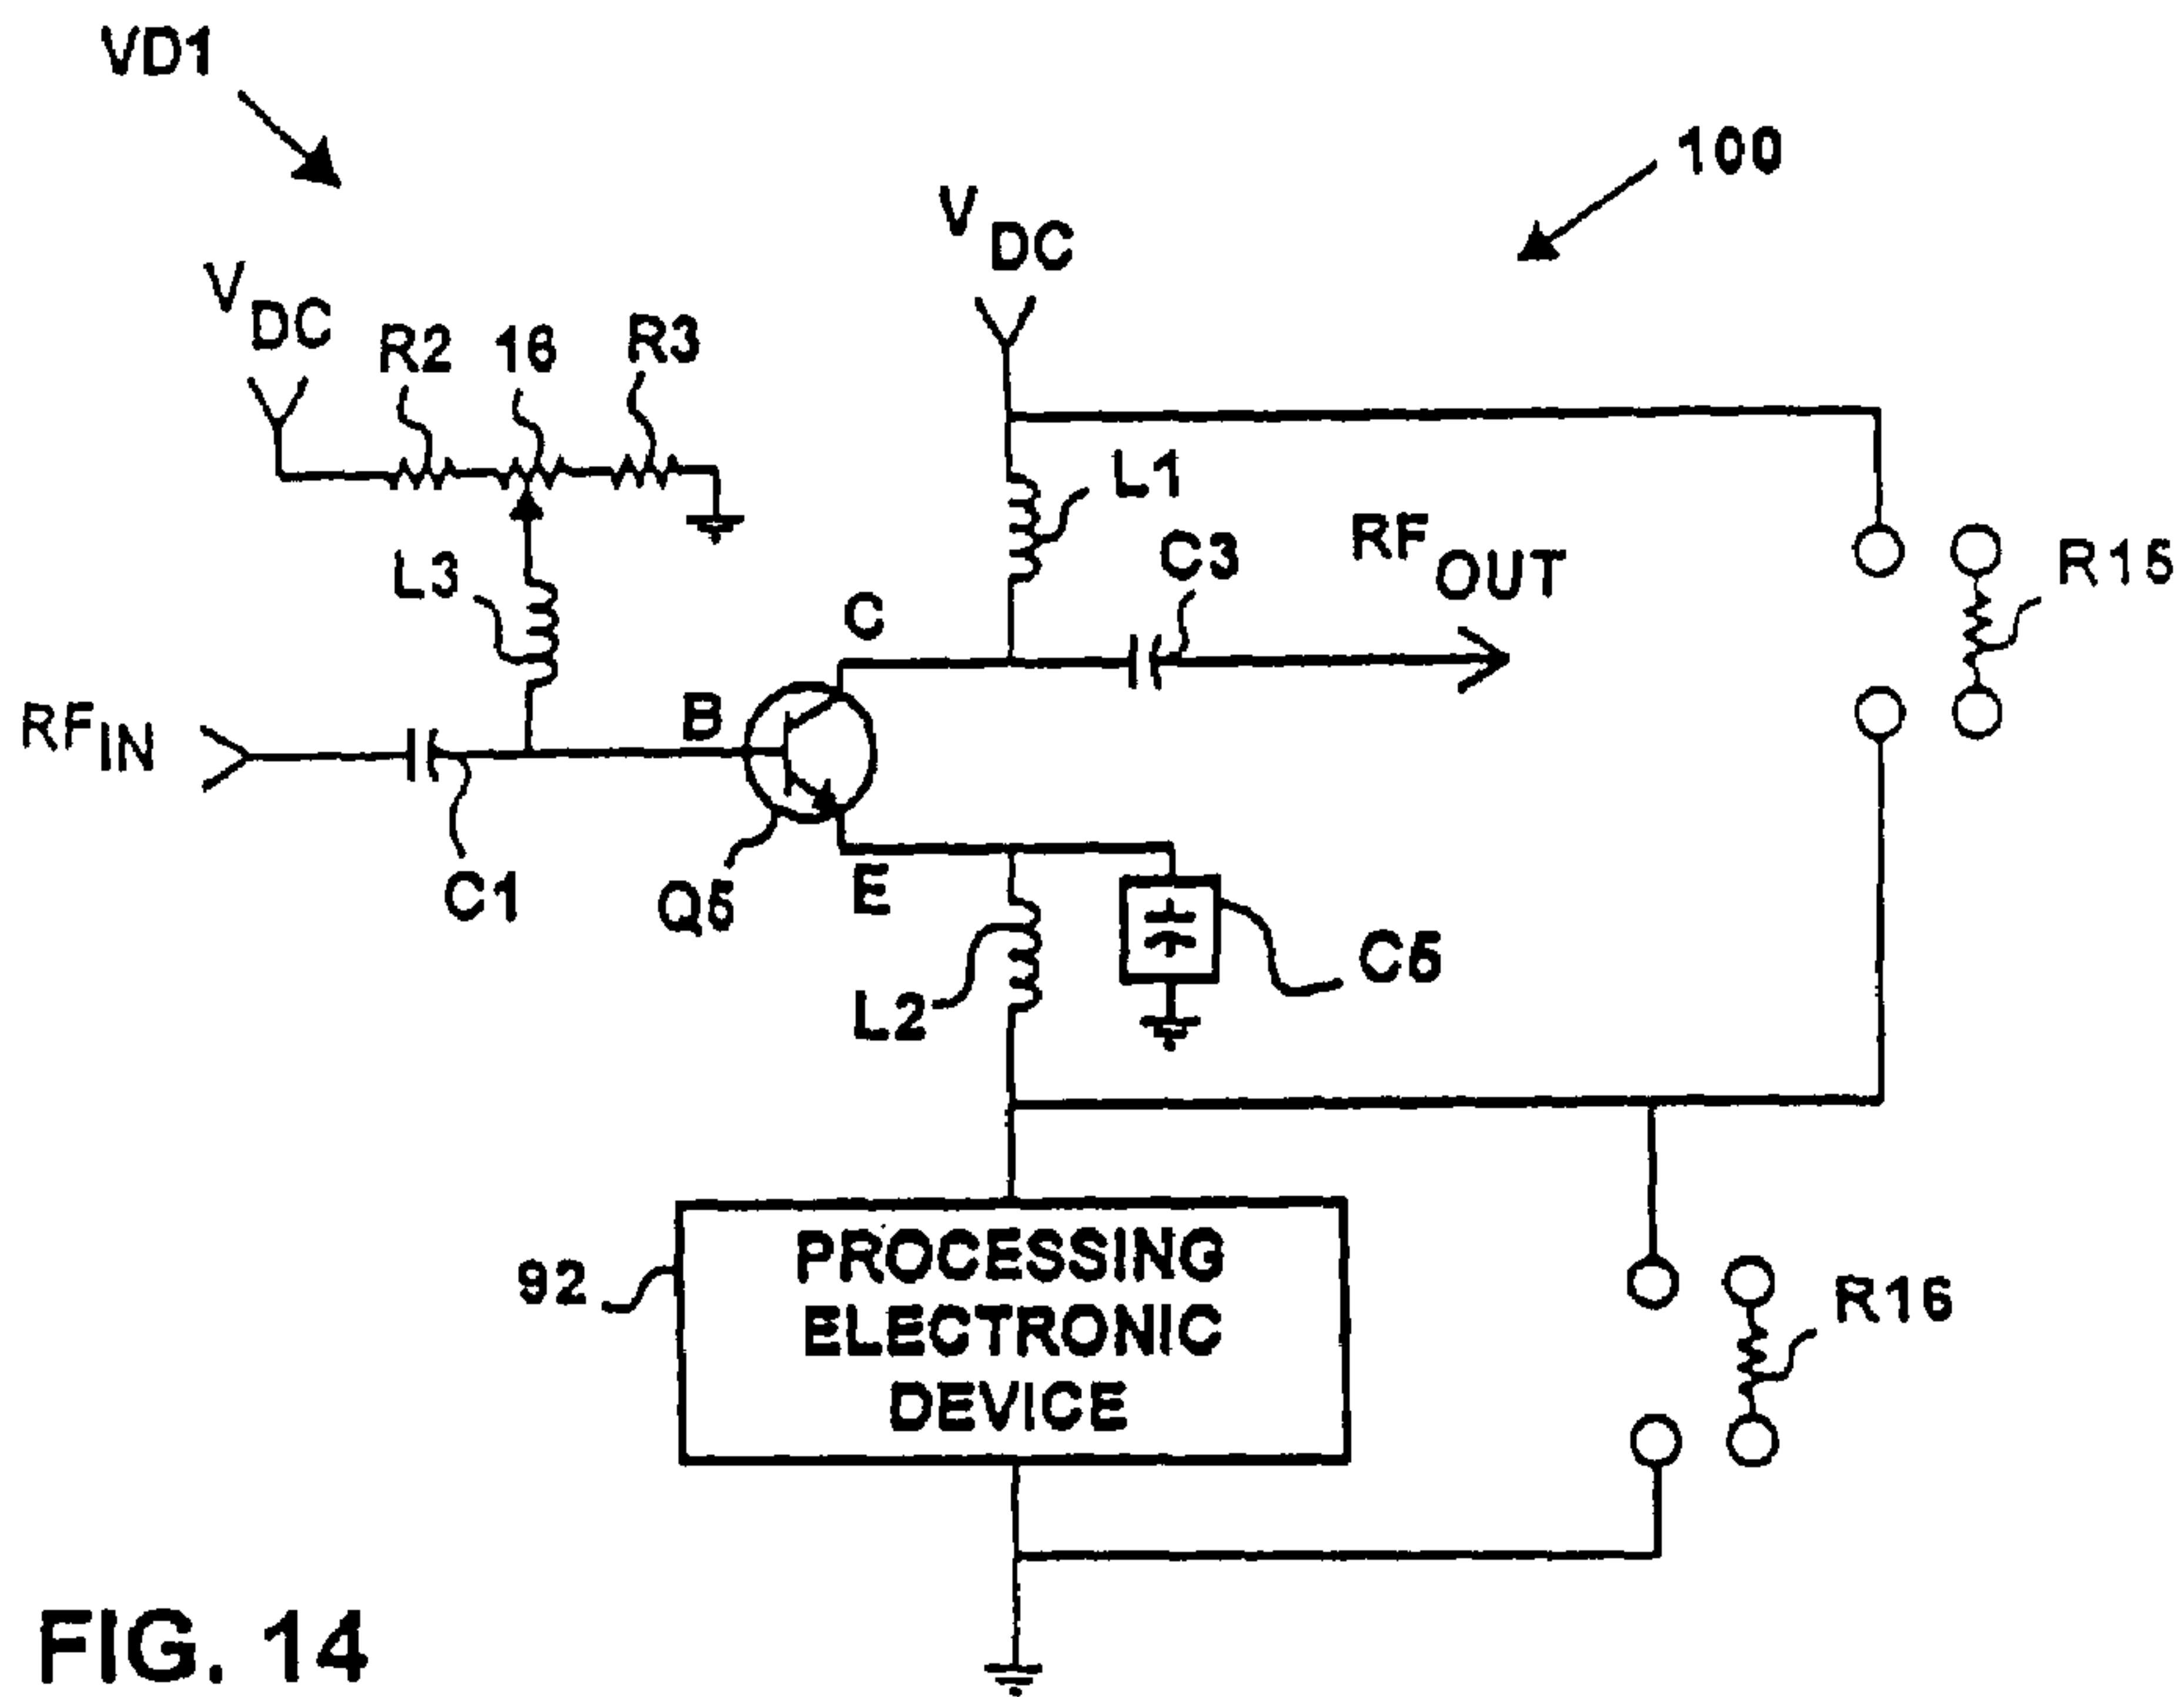 VD1
100
VDC
VDC
R2
16
R3
L1
C3
RFOUT
R15
L3
C
RFIN
B
C1
Q5
E
C5
L2
PROCESSING
ELECTRONIC
DEVICE
92
R16
FIG. 14